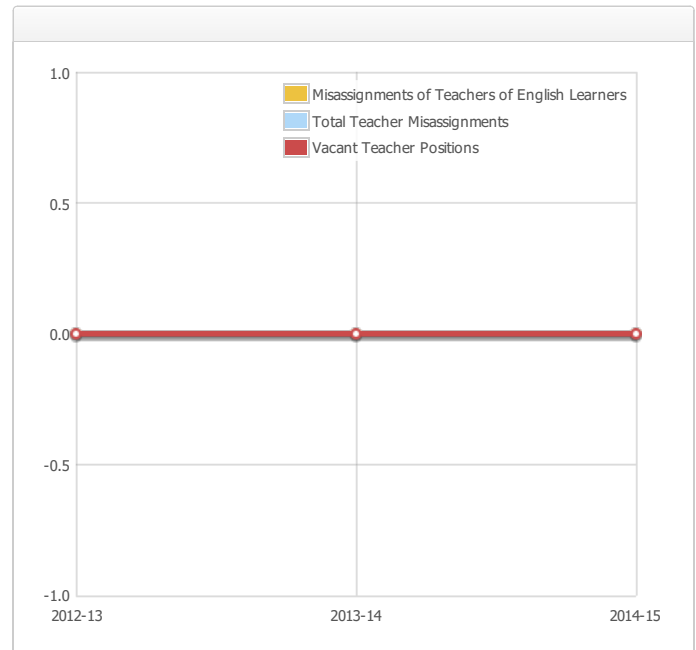 1.0
Misassignments of Teachers of English Learners
Total Teacher Misassignments
Vacant Teacher Positions
0.5
0.0
-0.5
-1.0
2012-13 2013-14 2014-15